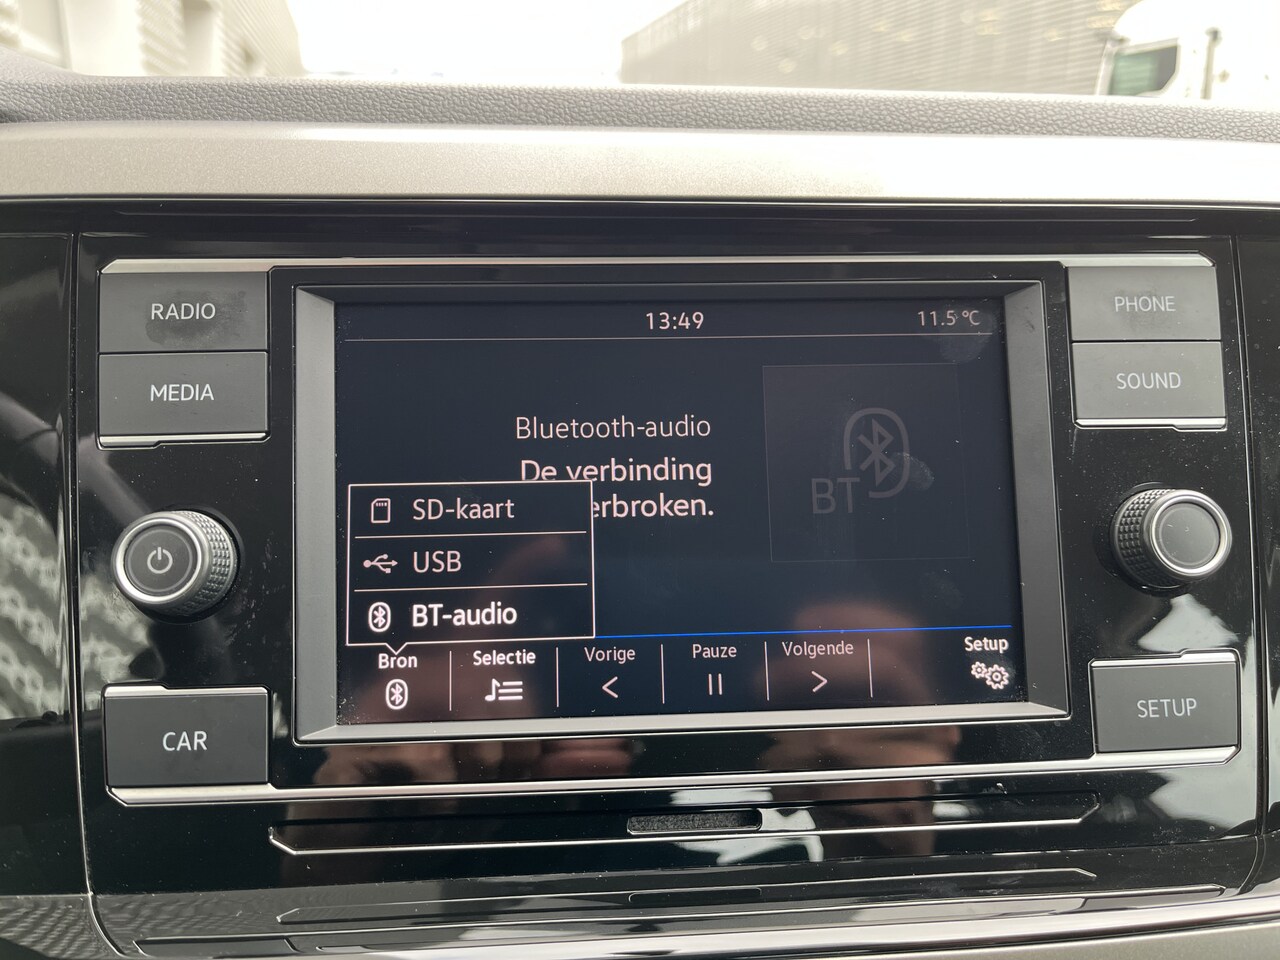 RADIO
MEDIA
CAR
13:49
11.5 °C
Bluetooth-audio
De verbinding
erbroken.
BT
SD-kaart
USB
BT-audio
Bron
Selectie
Vorige
Pauze
Volgende
Setup
PHONE
SOUND
SETUP